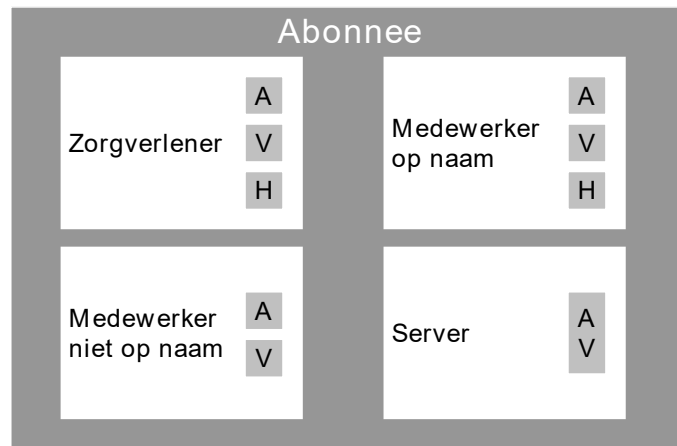 Abonnee
Zorgverlener
A
V
H
Medewerker
op naam
A
V
H
Medewerker
niet op naam
A
V
Server
A
V